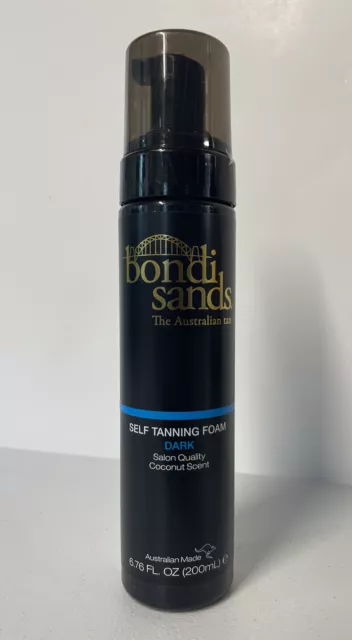 bondi
sands
The Australian tan
SELF TANNING FOAM
DARK
Salon Quality
Coconut Scent
Australian Made
6.76 FL. OZ (200mL) e